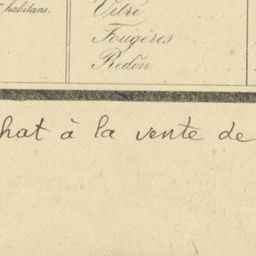 habitans.
Vitré
Fougères
Redon
hat à la vente de